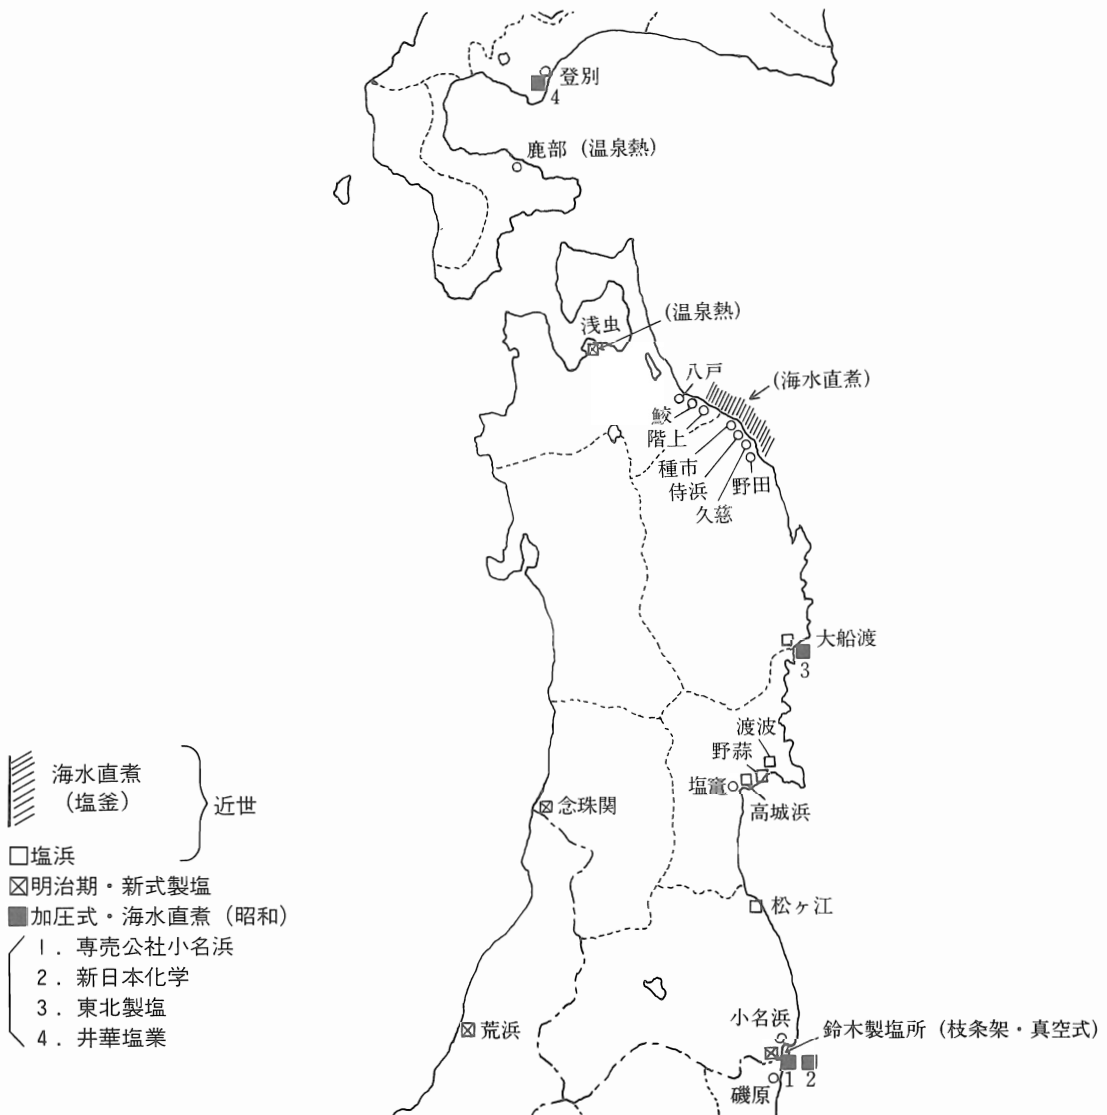 登別
4
鹿部（温泉熱）
浅虫
（温泉熱）
八戸
（海水直煮）
鮫
階上
種市
侍浜
久慈
野田
大船渡
3
渡波
野蒜
塩竈
高城浜
念珠関
松ヶ江
荒浜
小名浜
鈴木製塩所（枝条架・真空式）
1 2
磯原
海水直煮
（塩釜）
近世
塩浜
明治期・新式製塩
加圧式・海水直煮（昭和）
1．専売公社小名浜
2．新日本化学
3．東北製塩
4．井華塩業